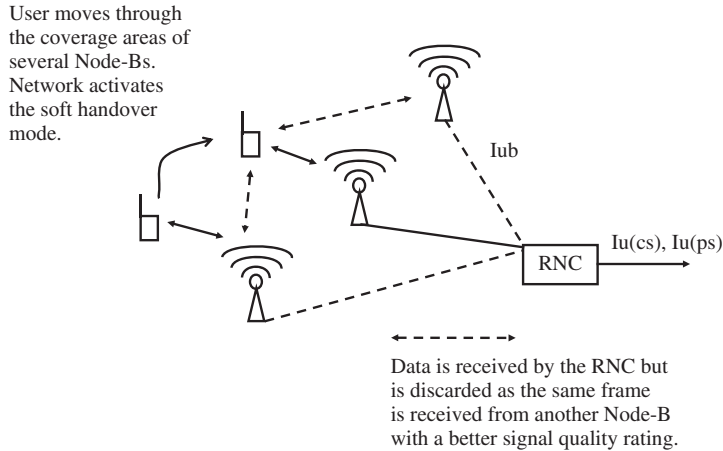 User moves through
the coverage areas of
several Node-Bs.
Network activates
the soft handover
mode.
Iub
Iu(cs), Iu(ps)
RNC
Data is received by the RNC but
is discarded as the same frame
is received from another Node-B
with a better signal quality rating.